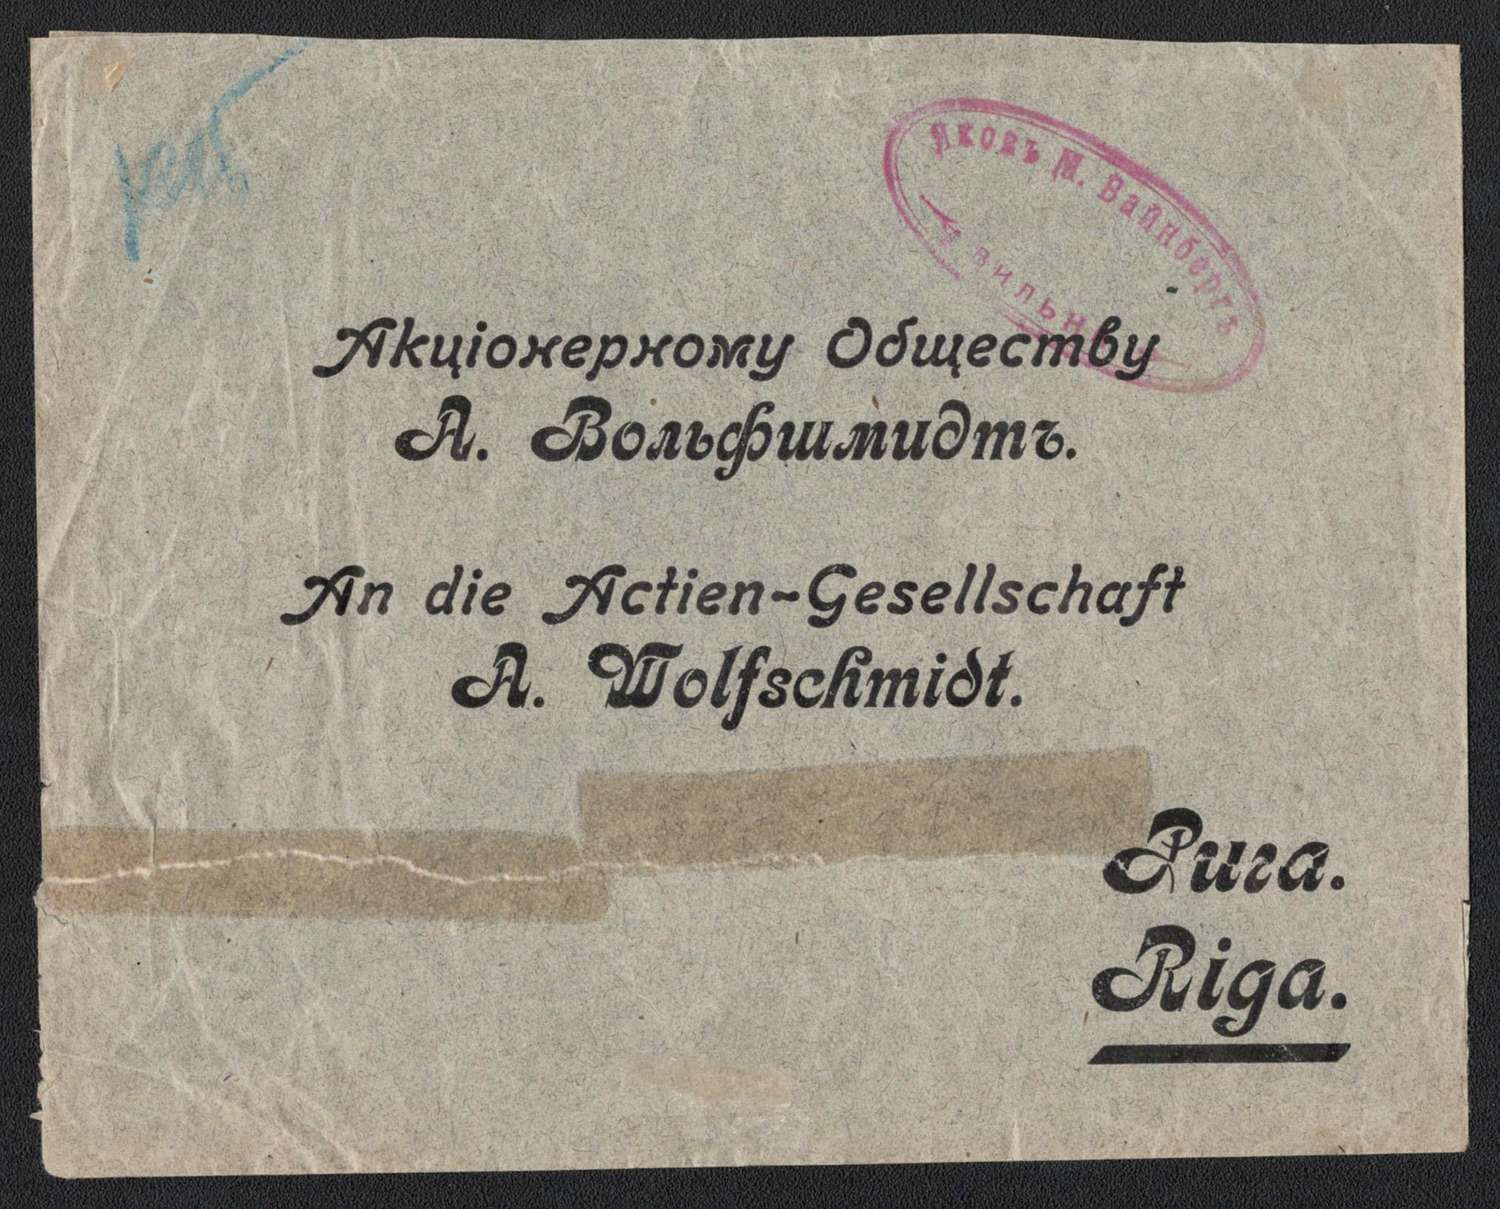 Яковъ М. Вайнбергъ
Вильна
Акціонерному Обществу
А. Вольфшмидтъ.
An die Actien-Gesellschaft
A. Wolfschmidt.
Рига.
Riga.